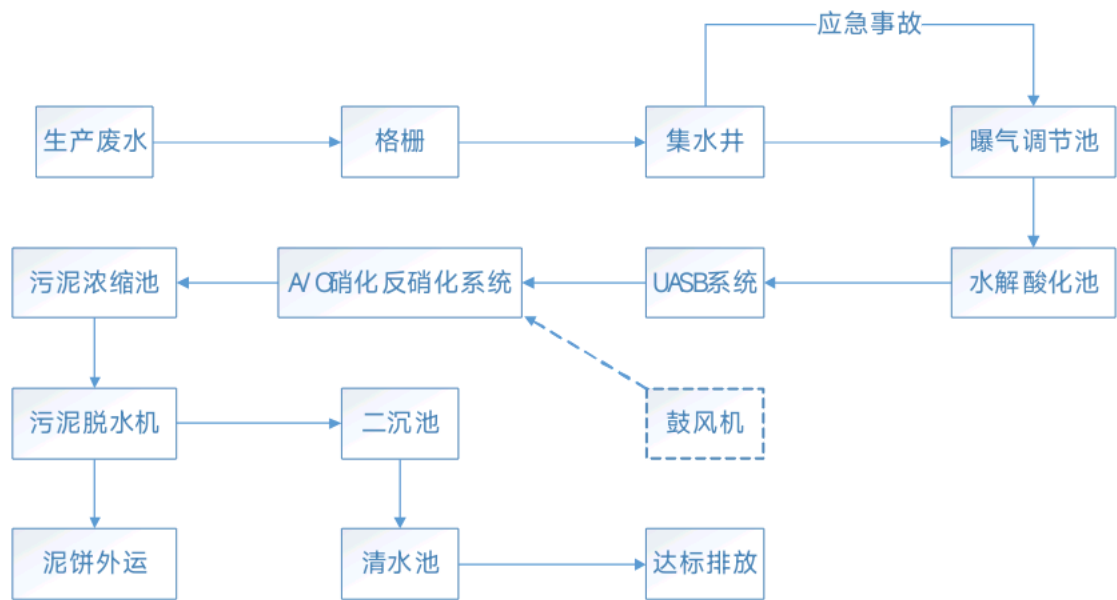 应急事故
生产废水
格栅
集水井
曝气调节池
污泥浓缩池
A/O硝化反硝化系统
UASB系统
水解酸化池
污泥脱水机
二沉池
鼓风机
泥饼外运
清水池
达标排放